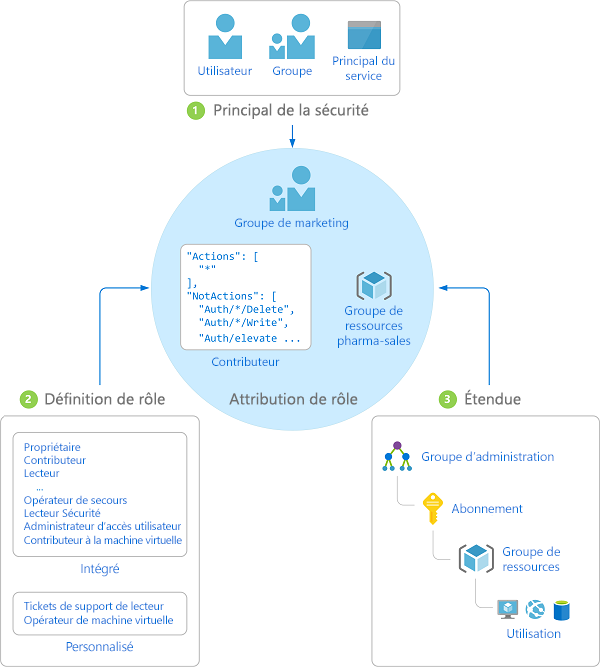 Utilisateur
Groupe
Principal du
service
1 Principal de la sécurité
Groupe de marketing
"Actions": [
"*"
],
"NotActions": [
"Auth/*/Delete",
"Auth/*/Write",
"Auth/elevate ...
Contributeur
Groupe de
ressources
pharma-sales
Attribution de rôle
2 Définition de rôle
Propriétaire
Contributeur
Lecteur
...
Opérateur de secours
Lecteur Sécurité
Administrateur d'accès utilisateur
Contributeur à la machine virtuelle
Intégré
Tickets de support de lecteur
Opérateur de machine virtuelle
Personnalisé
3 Étendue
Groupe d'administration
Abonnement
Groupe de
ressources
Utilisation